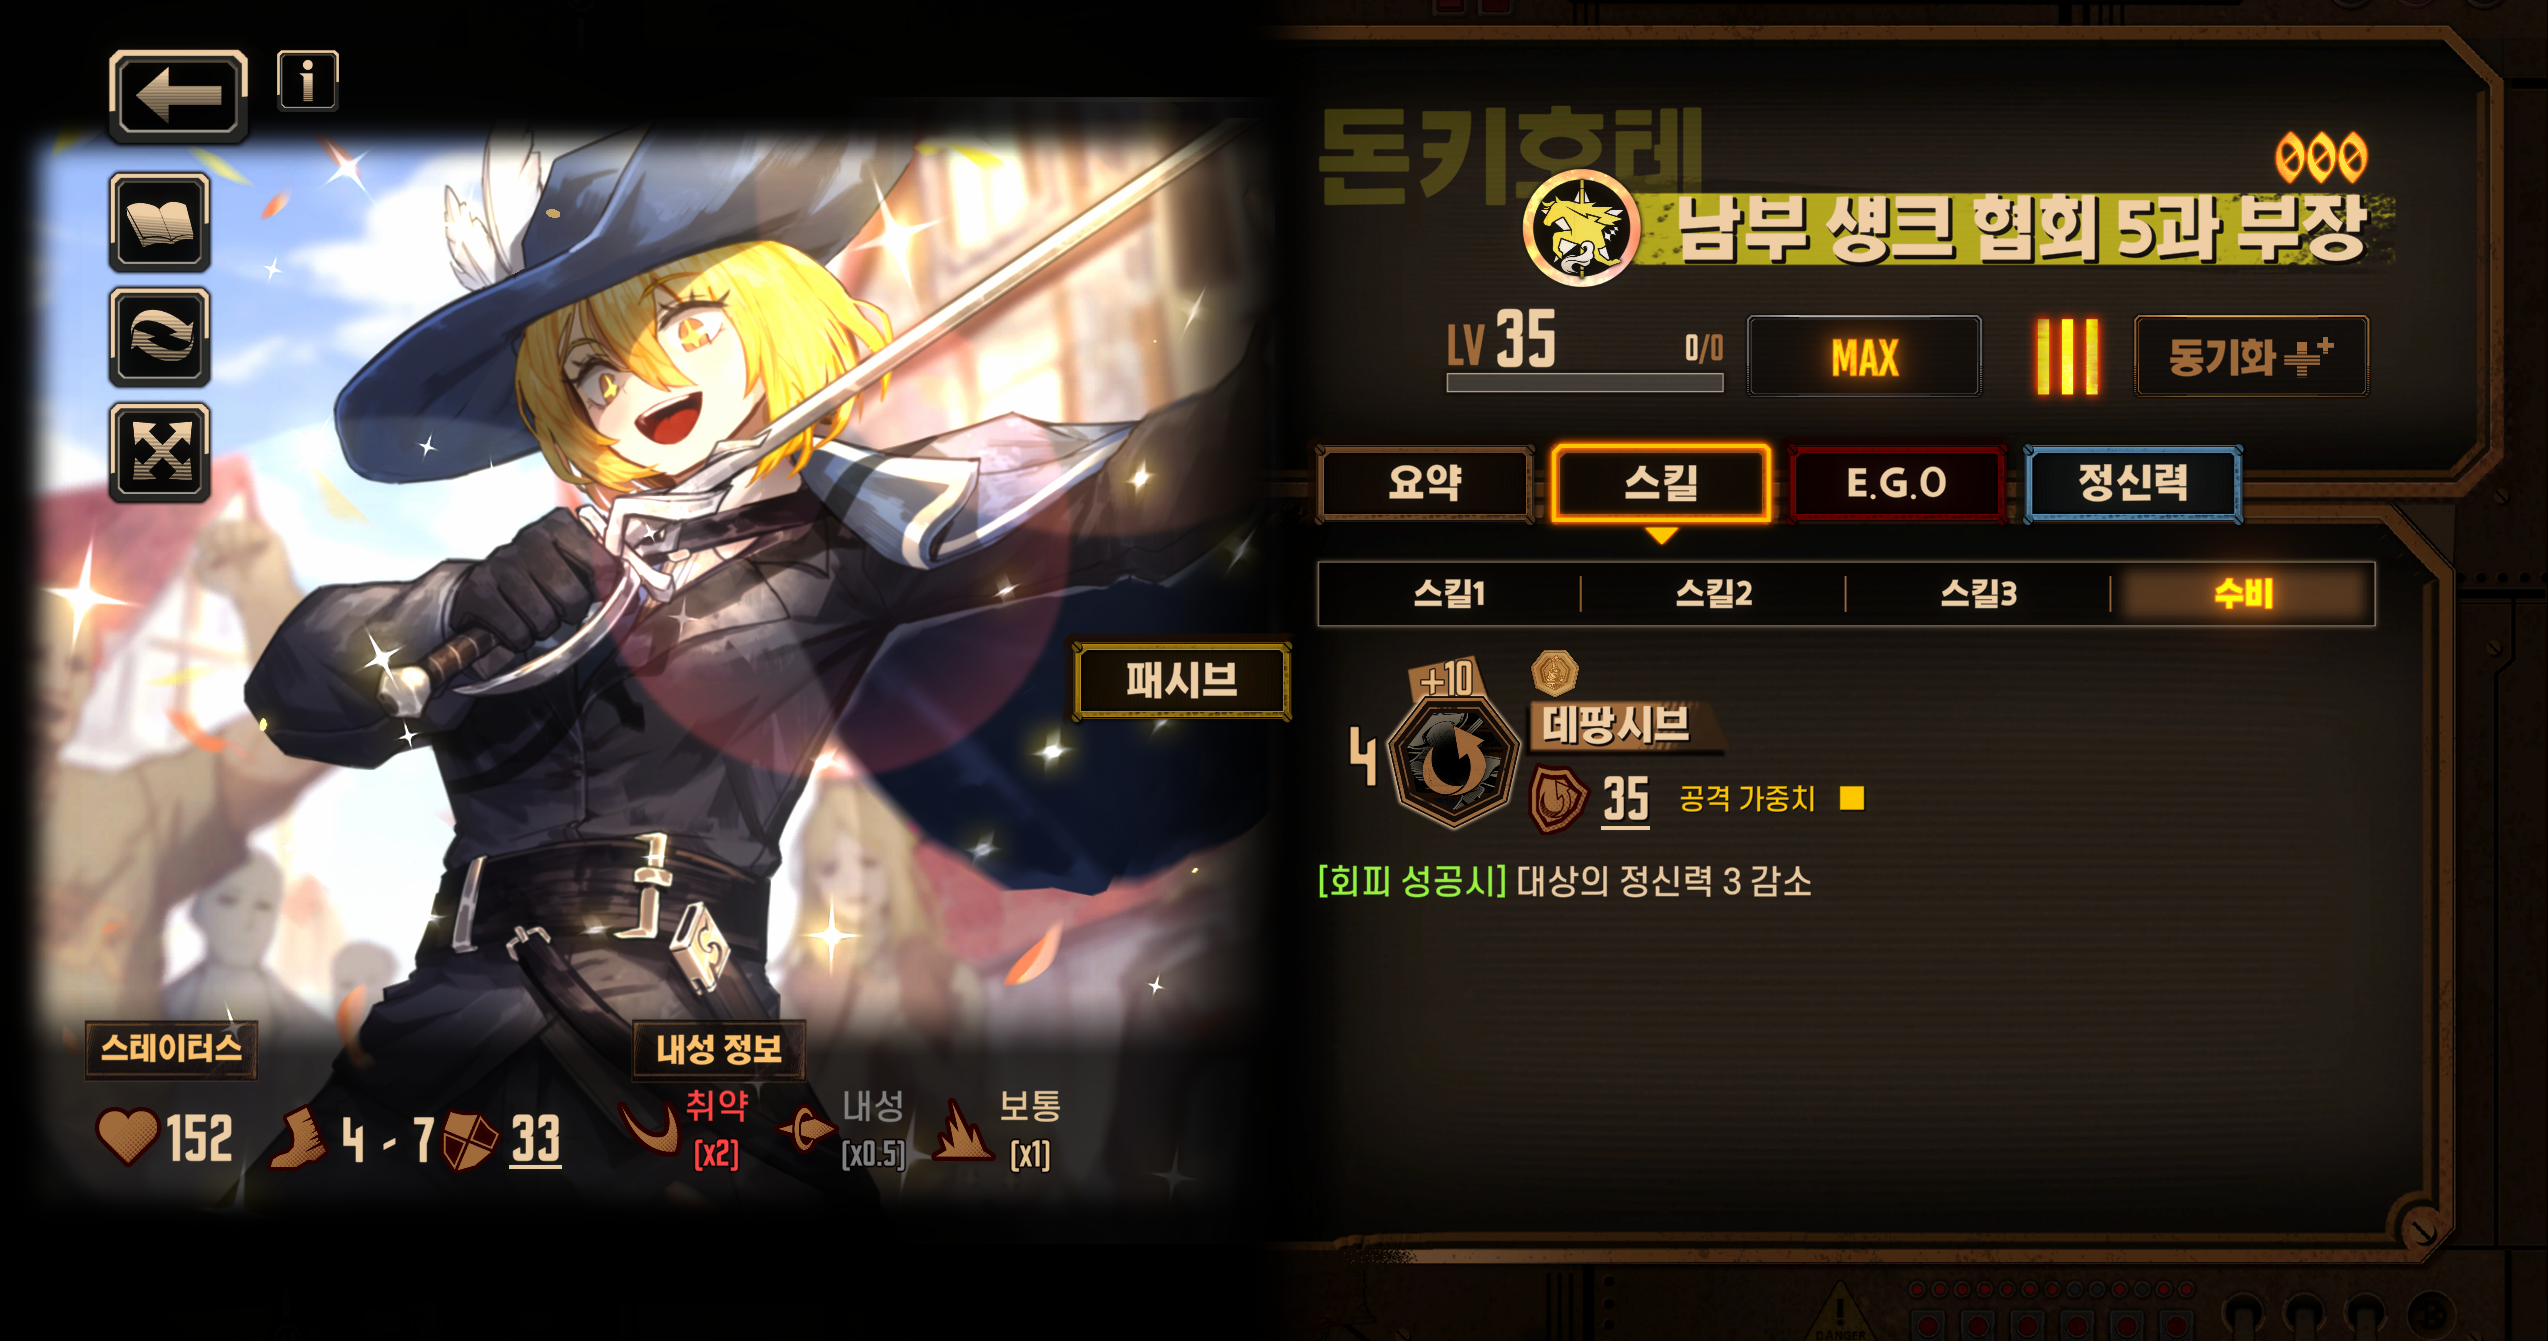 돈키호테
000
남부 섕크 협회 5과 부장
LV 35
0/0
MAX
동기화
요약
스킬
E.G.O
정신력
스킬1
스킬2
스킬3
수비
패시브
+10
4
데팡시브
35
공격 가중치
[회피 성공시] 대상의 정신력 3 감소
스테이터스
152
4 - 7
33
내성 정보
취약
[x2]
내성
[x0.5]
보통
[x1]
DANGER